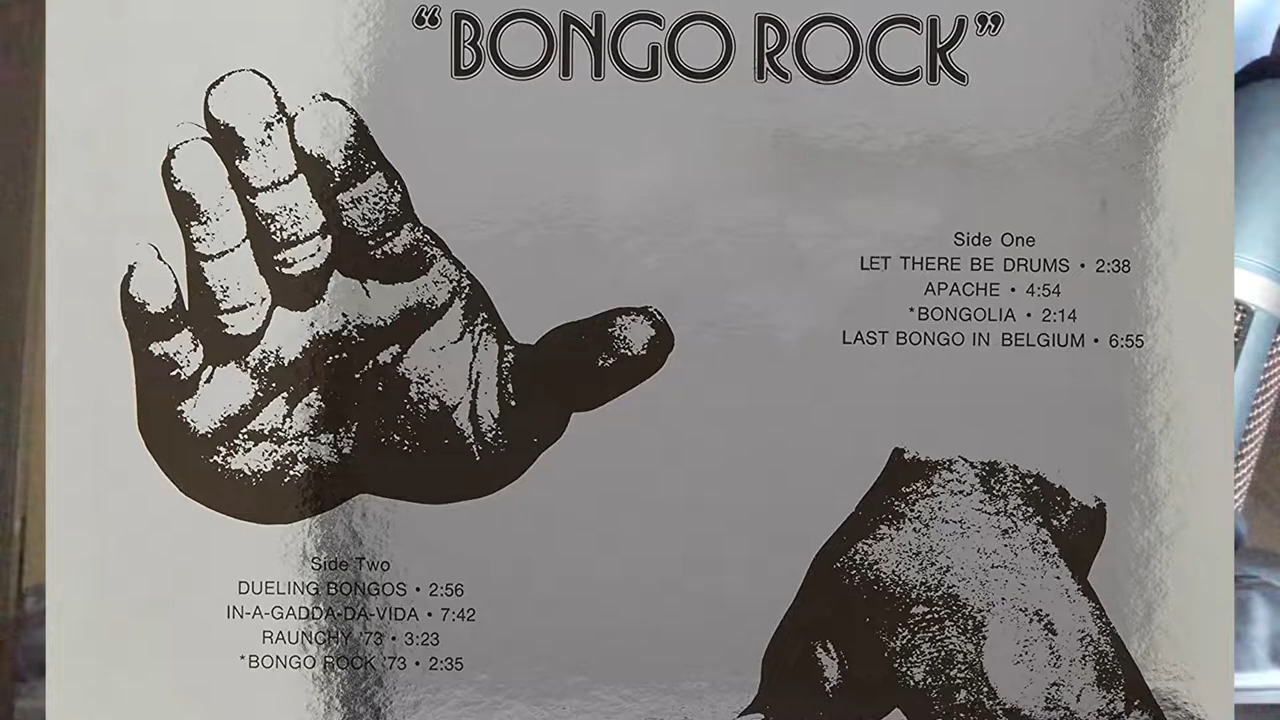 “BONGO ROCK”
Side One
LET THERE BE DRUMS • 2:38
APACHE • 4:54
*BONGOLIA • 2:14
LAST BONGO IN BELGIUM • 6:55
Side Two
DUELING BONGOS • 2:56
IN-A-GADDA-DA-VIDA • 7:42
RAUNCHY '73 • 3:23
*BONGO ROCK '73 • 2:35